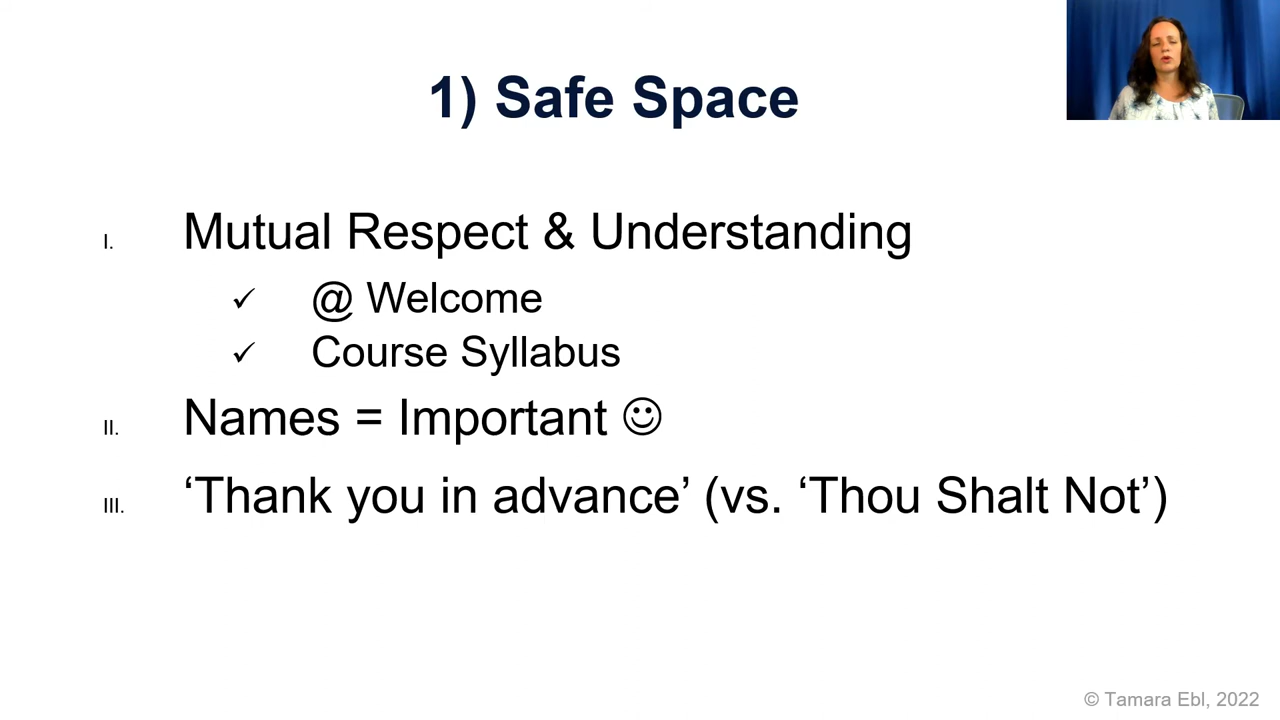 1) Safe Space
I. Mutual Respect & Understanding
✓ @ Welcome
✓ Course Syllabus
II. Names = Important ☺
III. ‘Thank you in advance’ (vs. ‘Thou Shalt Not’)
© Tamara Ebl, 2022